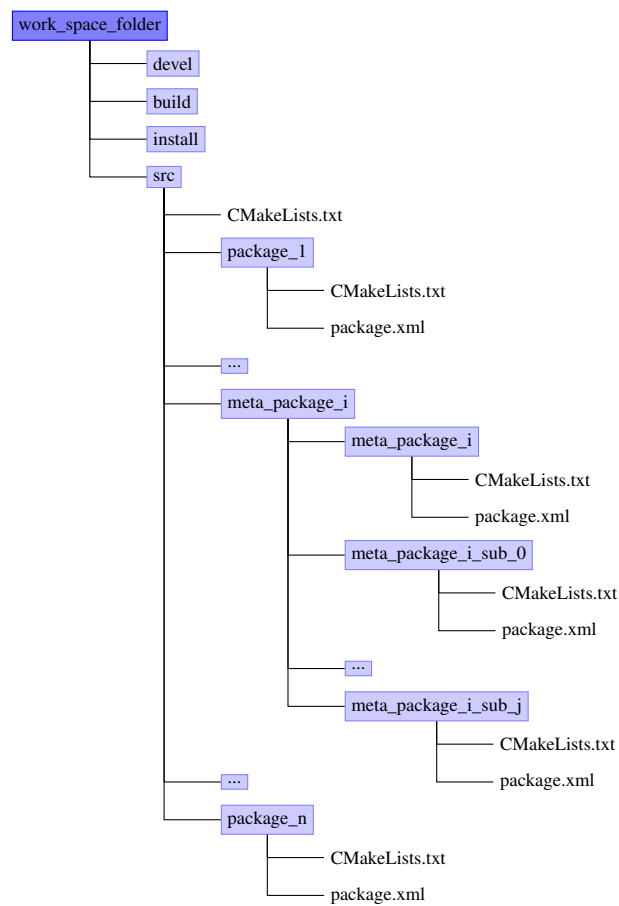 work_space_folder
devel
build
install
src
CMakeLists.txt
package_1
CMakeLists.txt
package.xml
...
meta_package_i
meta_package_i
CMakeLists.txt
package.xml
meta_package_i_sub_0
CMakeLists.txt
package.xml
...
meta_package_i_sub_j
CMakeLists.txt
package.xml
...
package_n
CMakeLists.txt
package.xml